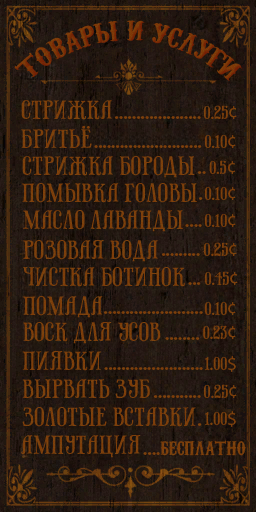 Товары и услуги
Стрижка.....................0.25¢
Бритьё..........................0.10¢
Стрижка бороды..0.5¢
Помывка головы.0.10¢
Масло лаванды....0.10¢
Розовая вода.........0.25¢
Чистка ботинок...0.45¢
Помада........................0.10¢
Воск для усов........0.23¢
Пиявки........................1.00$
Вырвать зуб...........0.25¢
Золотые вставки.1.00$
Ампутация....бесплатно